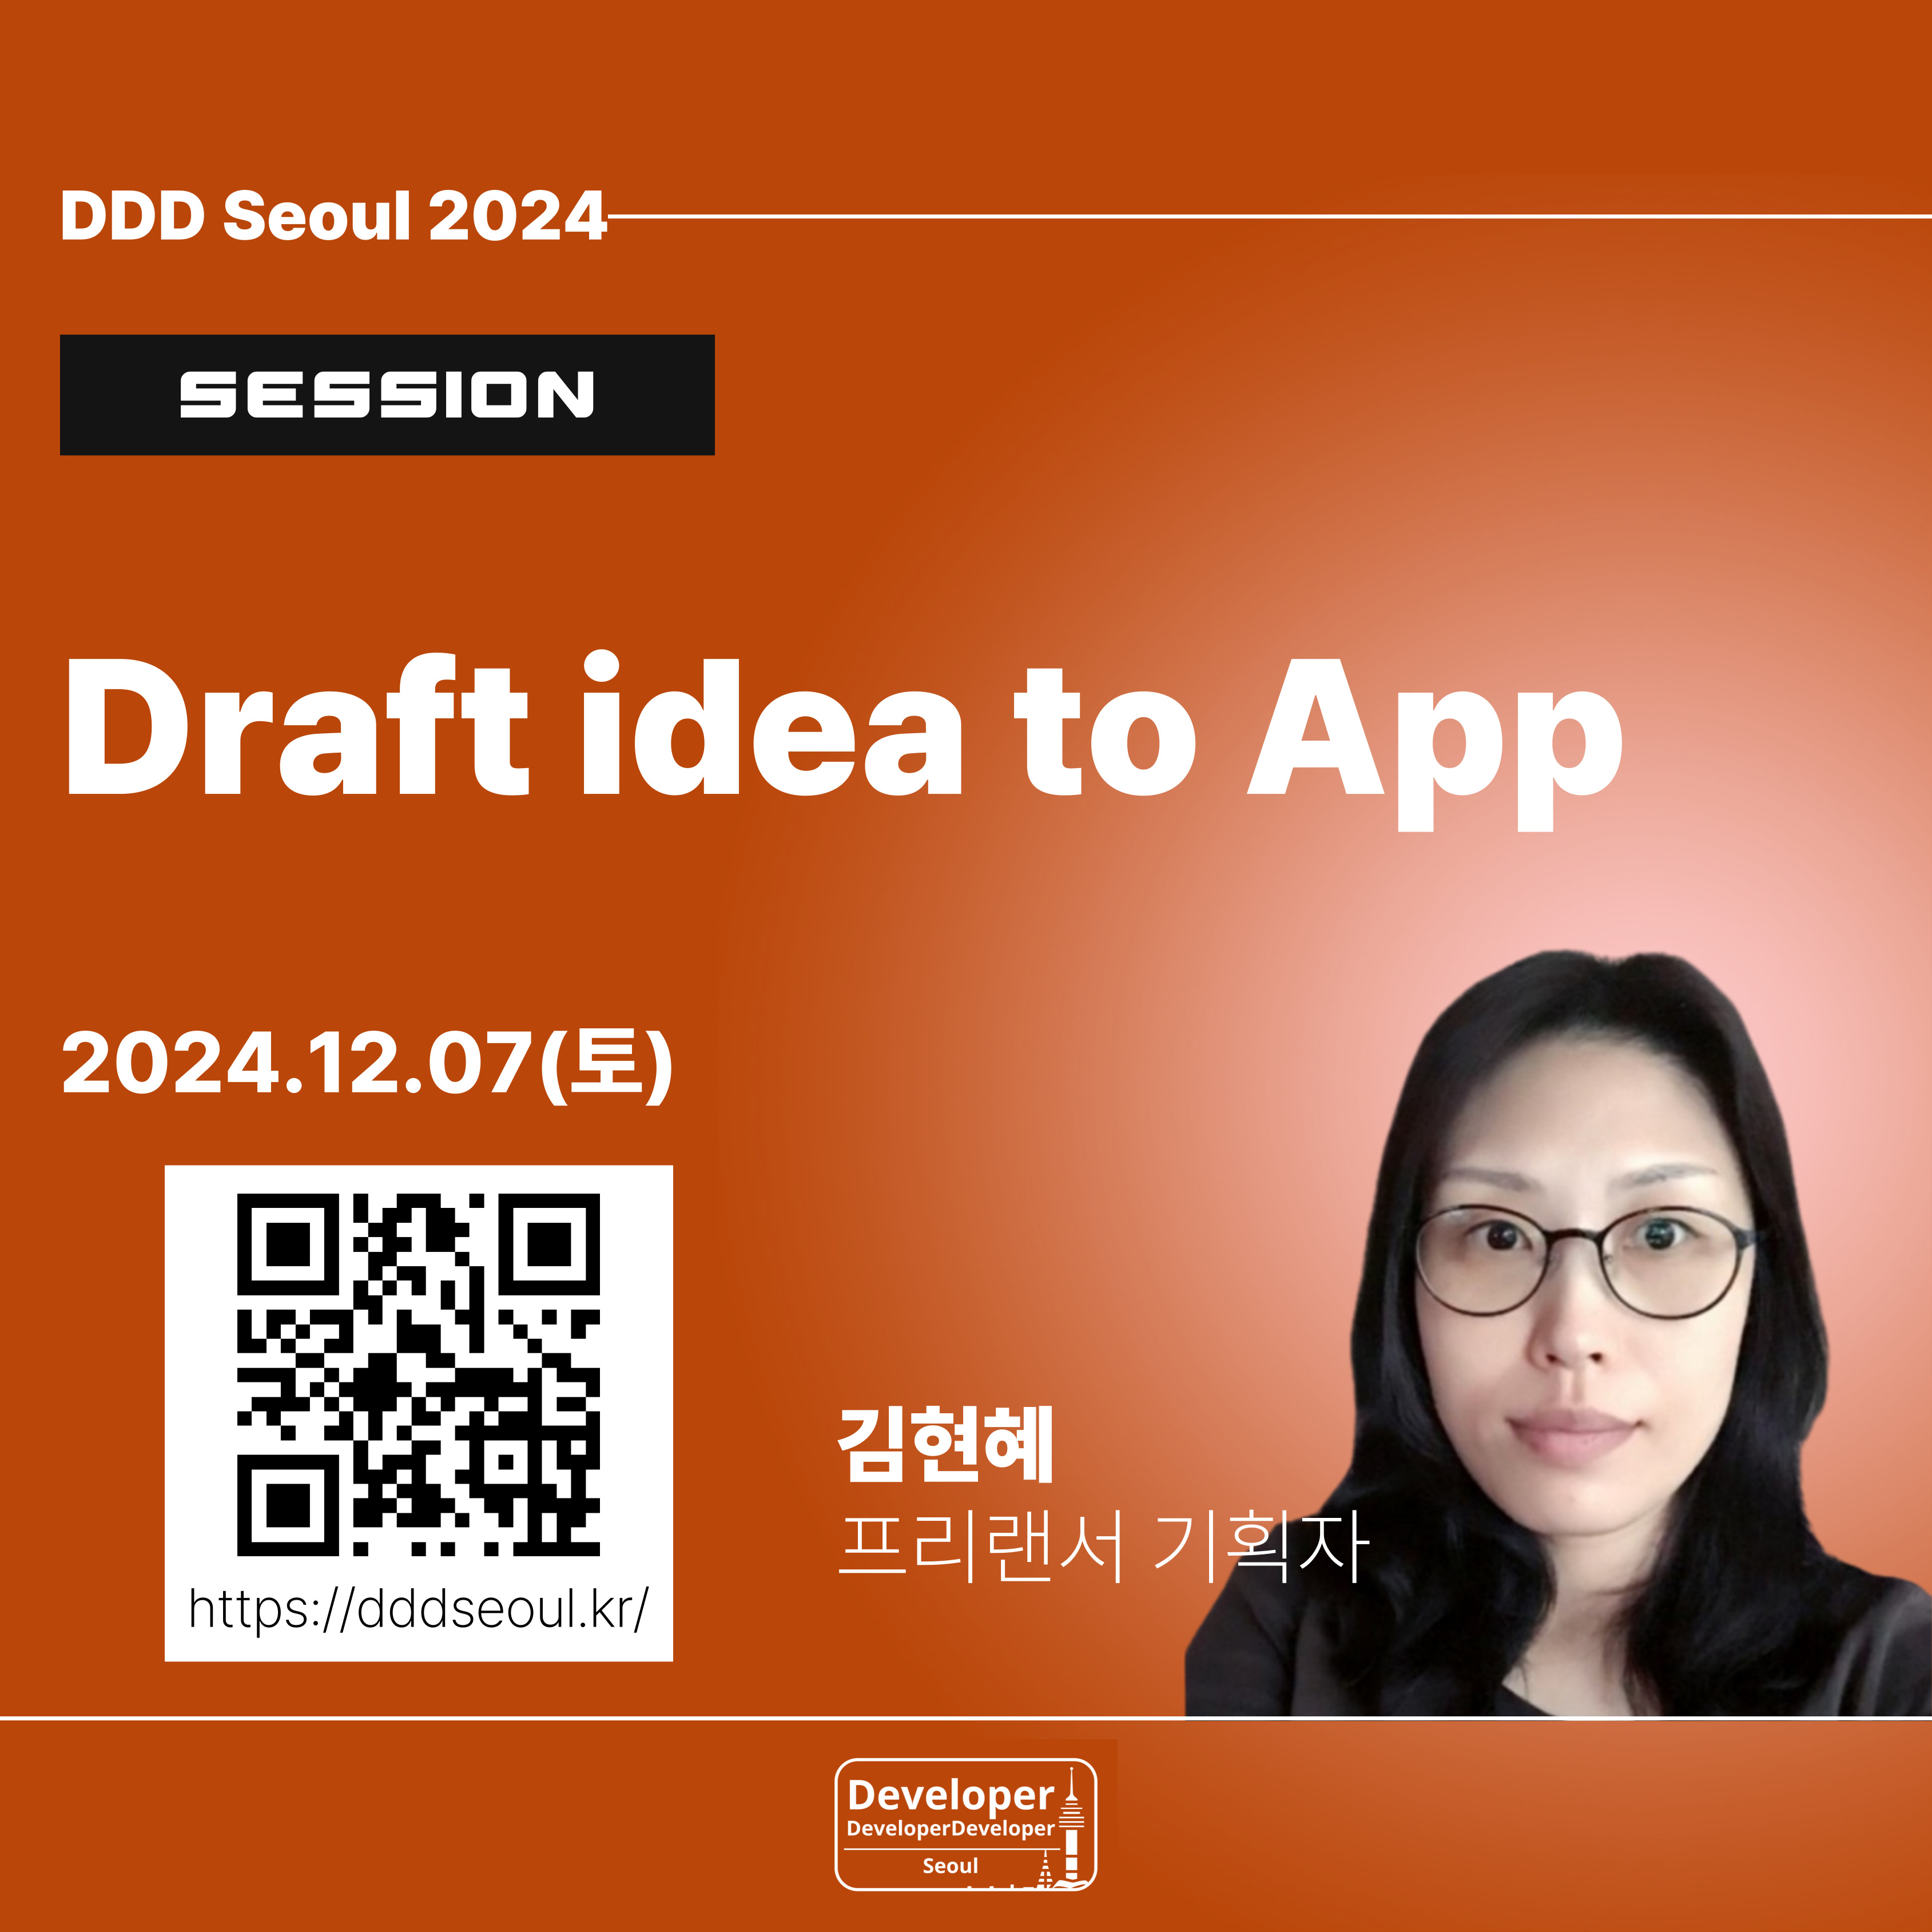 DDD Seoul 2024
SESSION
Draft idea to App
2024.12.07(토)
https://dddseoul.kr/
김현혜
프리랜서 기획자
Developer
DeveloperDeveloper
Seoul